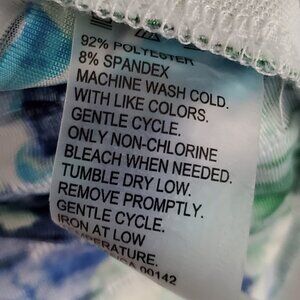 92% POLYESTER
8% SPANDEX
MACHINE WASH COLD.
WITH LIKE COLORS.
GENTLE CYCLE.
ONLY NON-CHLORINE
BLEACH WHEN NEEDED.
TUMBLE DRY LOW.
REMOVE PROMPTLY.
GENTLE CYCLE.
IRON AT LOW
00142